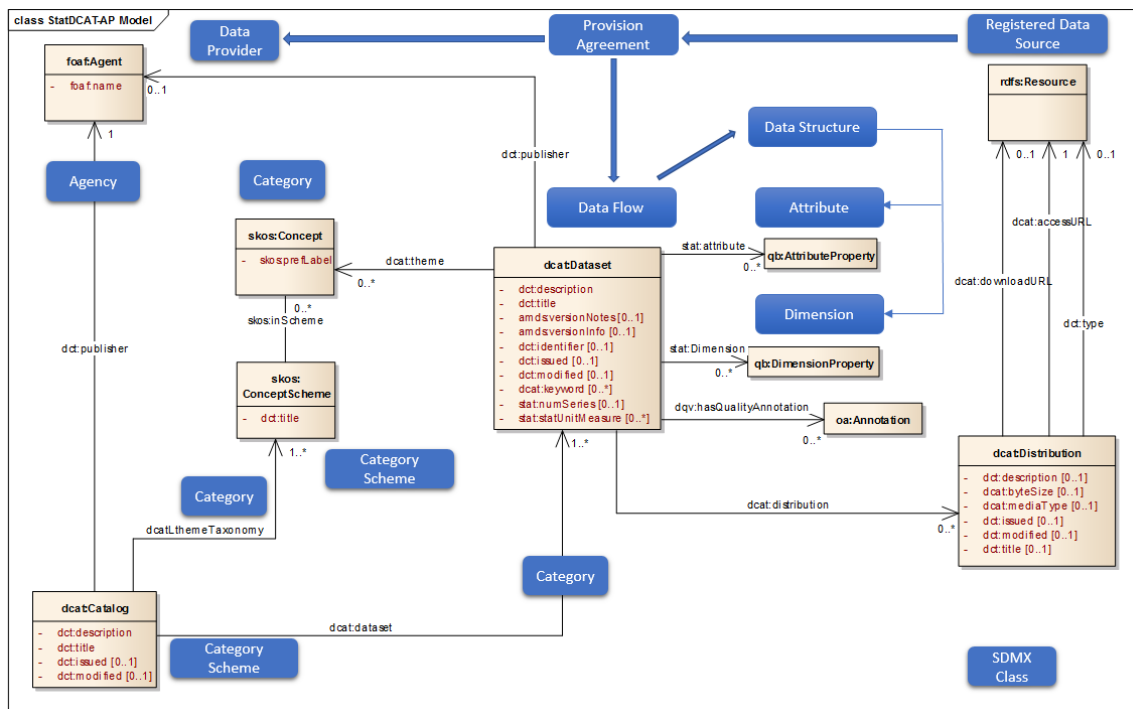 class StatDCAT-AP Model
Data
Provider
Provision
Agreement
Registered Data
Source
foaf:Agent
- foaf:name
0..1
1
rdfs:Resource
0..1
1
0..1
Data Structure
dct:publisher
Agency
Category
Data Flow
Attribute
dcat:accessURL
skos:Concept
- skos:prefLabel
dcat:theme
0..*
0..*
dcat:Dataset
- dct:description
- dct:title
- amds:versionNotes [0..1]
- amds:versionInfo [0..1]
- dct:identifier [0..1]
- dct:issued [0..1]
- dct:modified [0..1]
- dcat:keyword [0..*]
- stat:numSeries [0..1]
- stat:statUnitMeasure [0..*]
1..*
stat:attribute
0..*
qb:AttributeProperty
dcat:downloadURL
Dimension
dct:type
skos:inScheme
dct:publisher
stat:Dimension
0..*
qb:DimensionProperty
skos:
ConceptScheme
- dct:title
1..*
dqv:hasQualityAnnotation
0..*
oa:Annotation
Category
Scheme
Category
dcat:Distribution
- dct:description [0..1]
- dcat:byteSize [0..1]
- dcat:mediaType [0..1]
- dct:issued [0..1]
- dct:modified [0..1]
- dct:title [0..1]
dcat:distribution
0..*
dcatLthemeTaxonomy
Category
dcat:Catalog
- dct:description
- dct:title
- dct:issued [0..1]
- dct:modified [0..1]
dcat:dataset
Category
Scheme
SDMX
Class